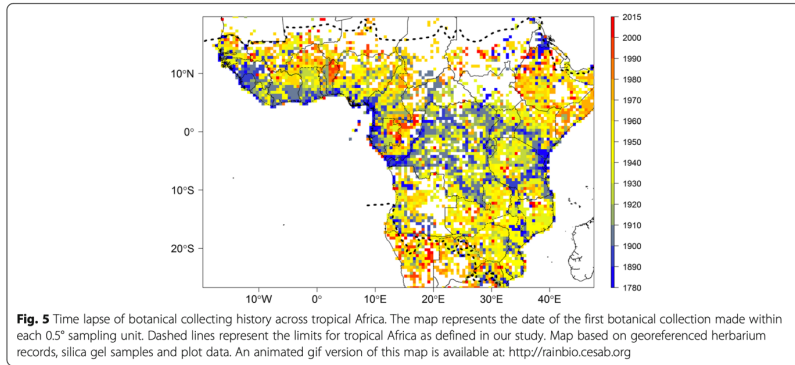 2015
2000
1990
1980
1970
1960
1950
1940
1930
1920
1910
1900
1780
10°N
0°
10°S
20°S
10°W
0°
10°E
20°E
30°E
40°E
Fig. 5 Time lapse of botanical collecting history across tropical Africa. The map represents the date of the first botanical collection made within
each 0.5° sampling unit. Dashed lines represent the limits for tropical Africa as defined in our study. Map based on georeferenced herbarium
records, silica gel samples and plot data. An animated gif version of this map is available at: http://rainbio.cesab.org